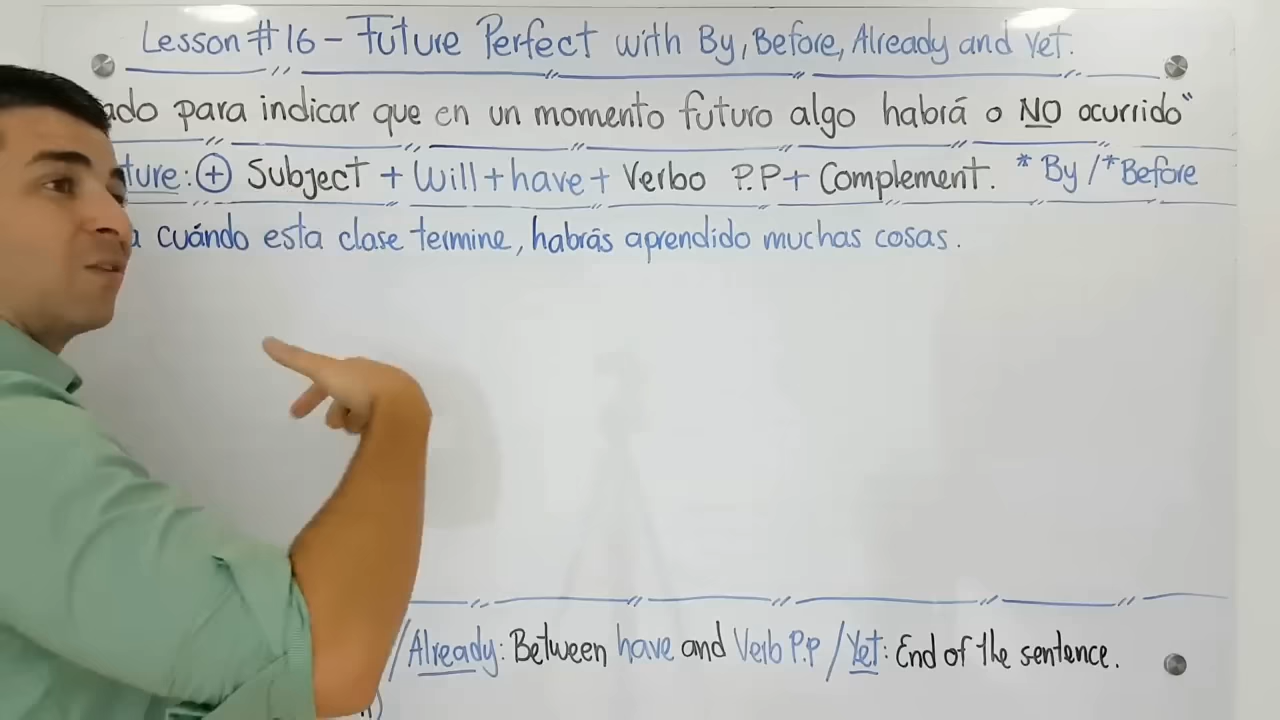 Lesson # 16 - Future Perfect with By, Before, Already and Yet.
para indicar que en un momento futuro algo habrá o NO ocurrido"
+ Subject + Will + have + Verbo P.P + Complement. * By / * Before
cuándo esta clase termine, habrás aprendido muchas cosas.
/ Already: Between have and Verb P.P / Yet: End of the sentence.